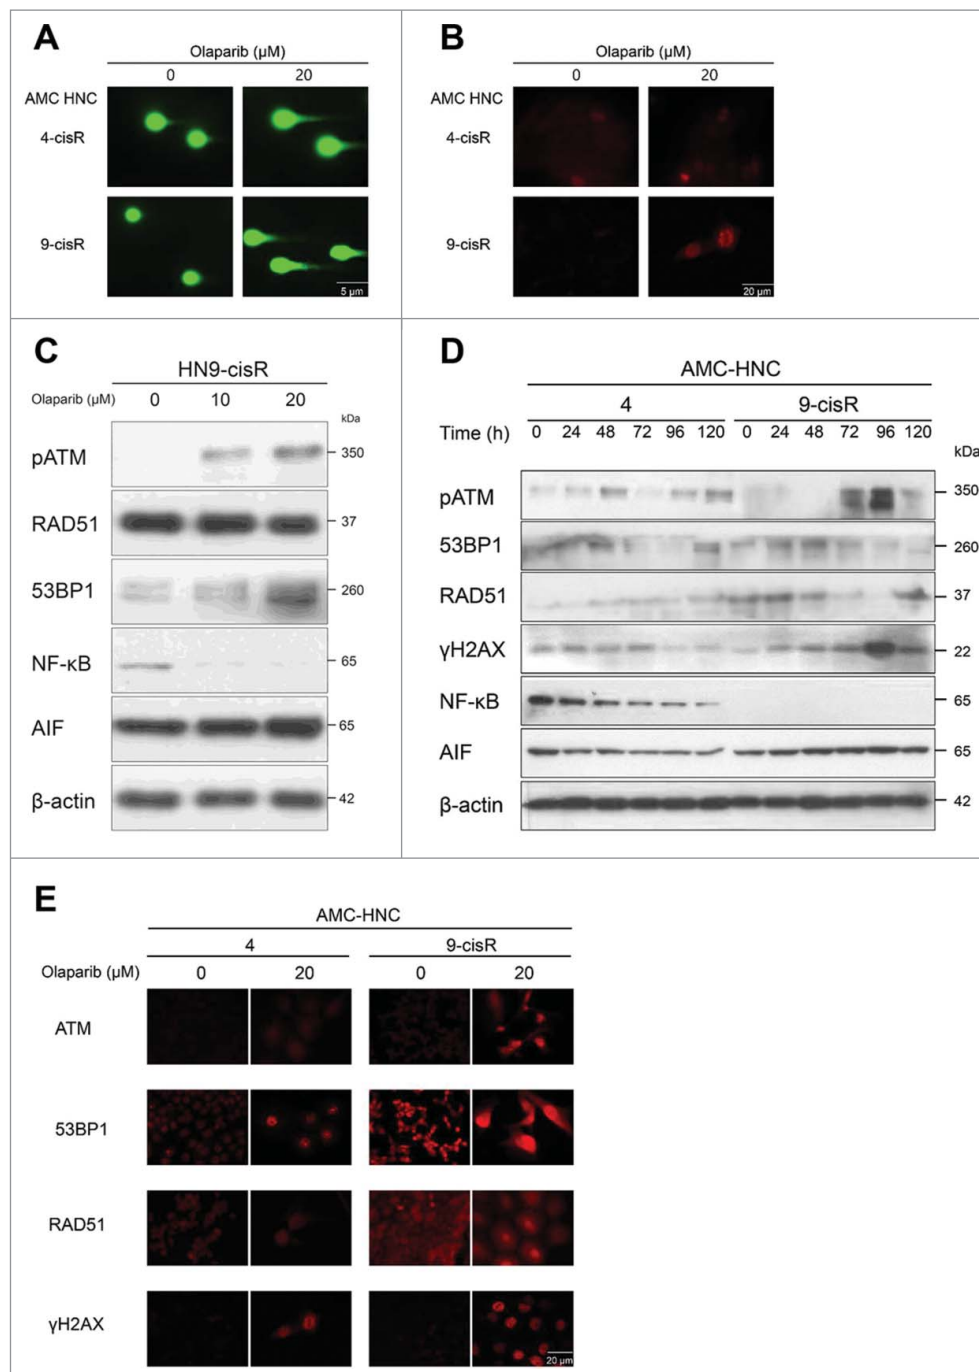 A
Olaparib (µM)
0 20
AMC HNC
4-cisR
9-cisR
5 µm
B
Olaparib (µM)
0 20
AMC HNC
4-cisR
9-cisR
20 µm
C
HN9-cisR
Olaparib (µM) 0 10 20
kDa
pATM 350
RAD51 37
53BP1 260
NF-κB 65
AIF 65
β-actin 42
D
AMC-HNC
4 9-cisR
Time (h) 0 24 48 72 96 120 0 24 48 72 96 120
kDa
pATM 350
53BP1 260
RAD51 37
γH2AX 22
NF-κB 65
AIF 65
β-actin 42
E
AMC-HNC
4 9-cisR
Olaparib (µM) 0 20 0 20
ATM
53BP1
RAD51
γH2AX
20 µm